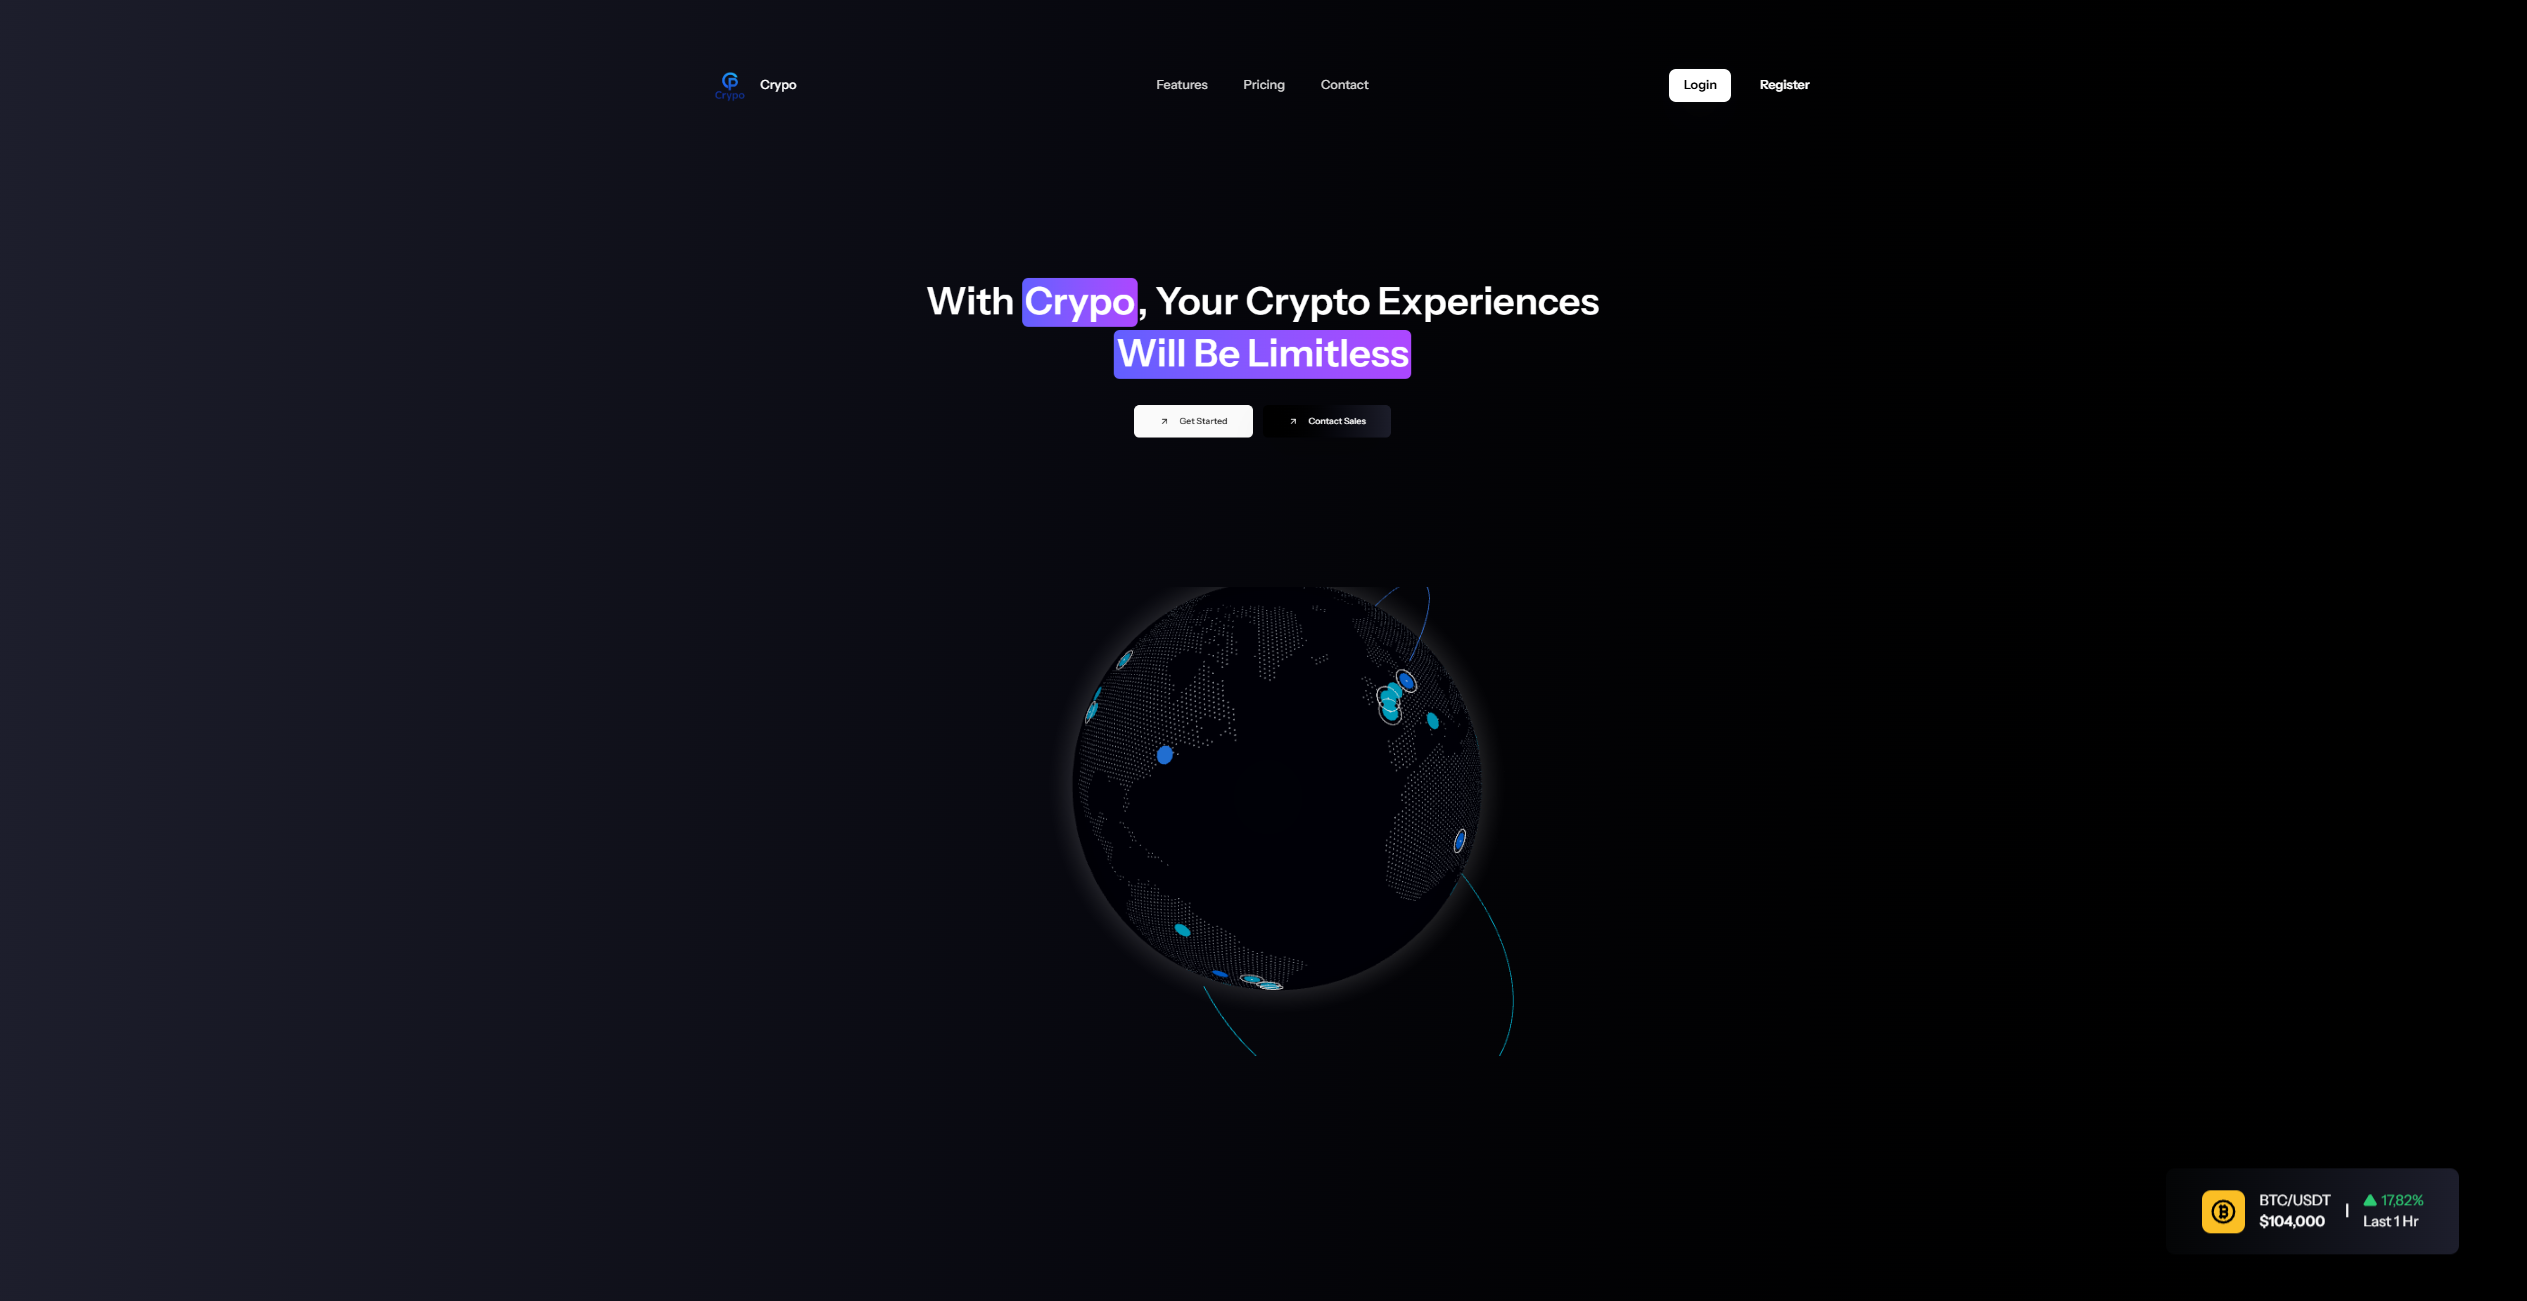 Crypo
Crypo
Features
Pricing
Contact
Login
Register
With Crypo, Your Crypto Experiences
Will Be Limitless
Get Started
Contact Sales
BTC/USDT
$104,000
17,82%
Last 1 Hr